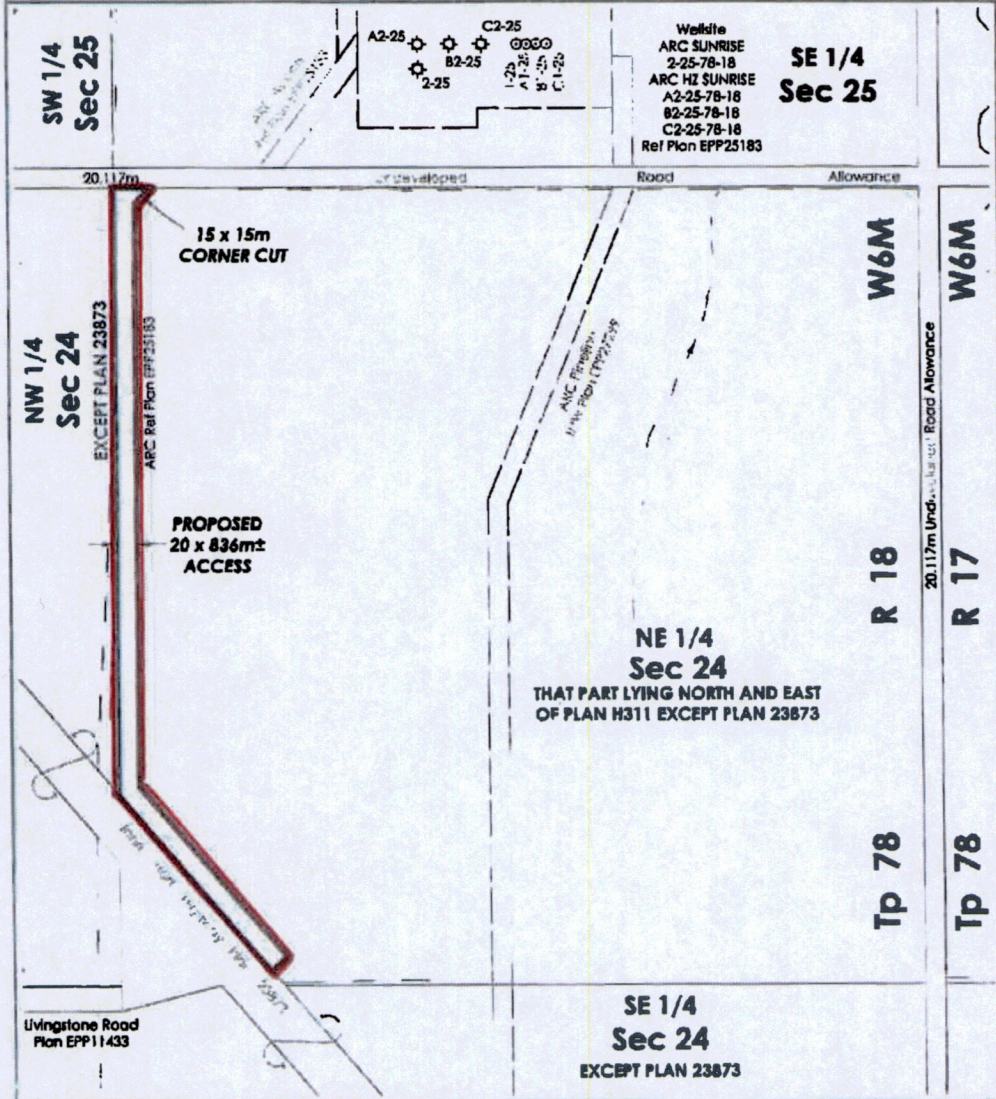 SW 1/4
Sec 25
A2-25
C2-25
B2-25
2-25
Wellsite
ARC SUNRISE
2-25-78-18
ARC HZ SUNRISE
A2-25-78-18
B2-25-78-18
C2-25-78-18
Ref Plan EPP25183
SE 1/4
Sec 25
20.117m
Road
Allowance
15 x 15m
CORNER CUT
NW 1/4
Sec 24
EXCEPT PLAN 23873
ARC Ref Plan EPP25183
PROPOSED
20 x 836m±
ACCESS
ARC Pipeline
NE 1/4
Sec 24
THAT PART LYING NORTH AND EAST
OF PLAN H311 EXCEPT PLAN 23873
Tp 78 R 18 W6M
20.117m Undeveloped Road Allowance
Tp 78 R 17 W6M
Livingstone Road
Plan EPP11433
SE 1/4
Sec 24
EXCEPT PLAN 23873